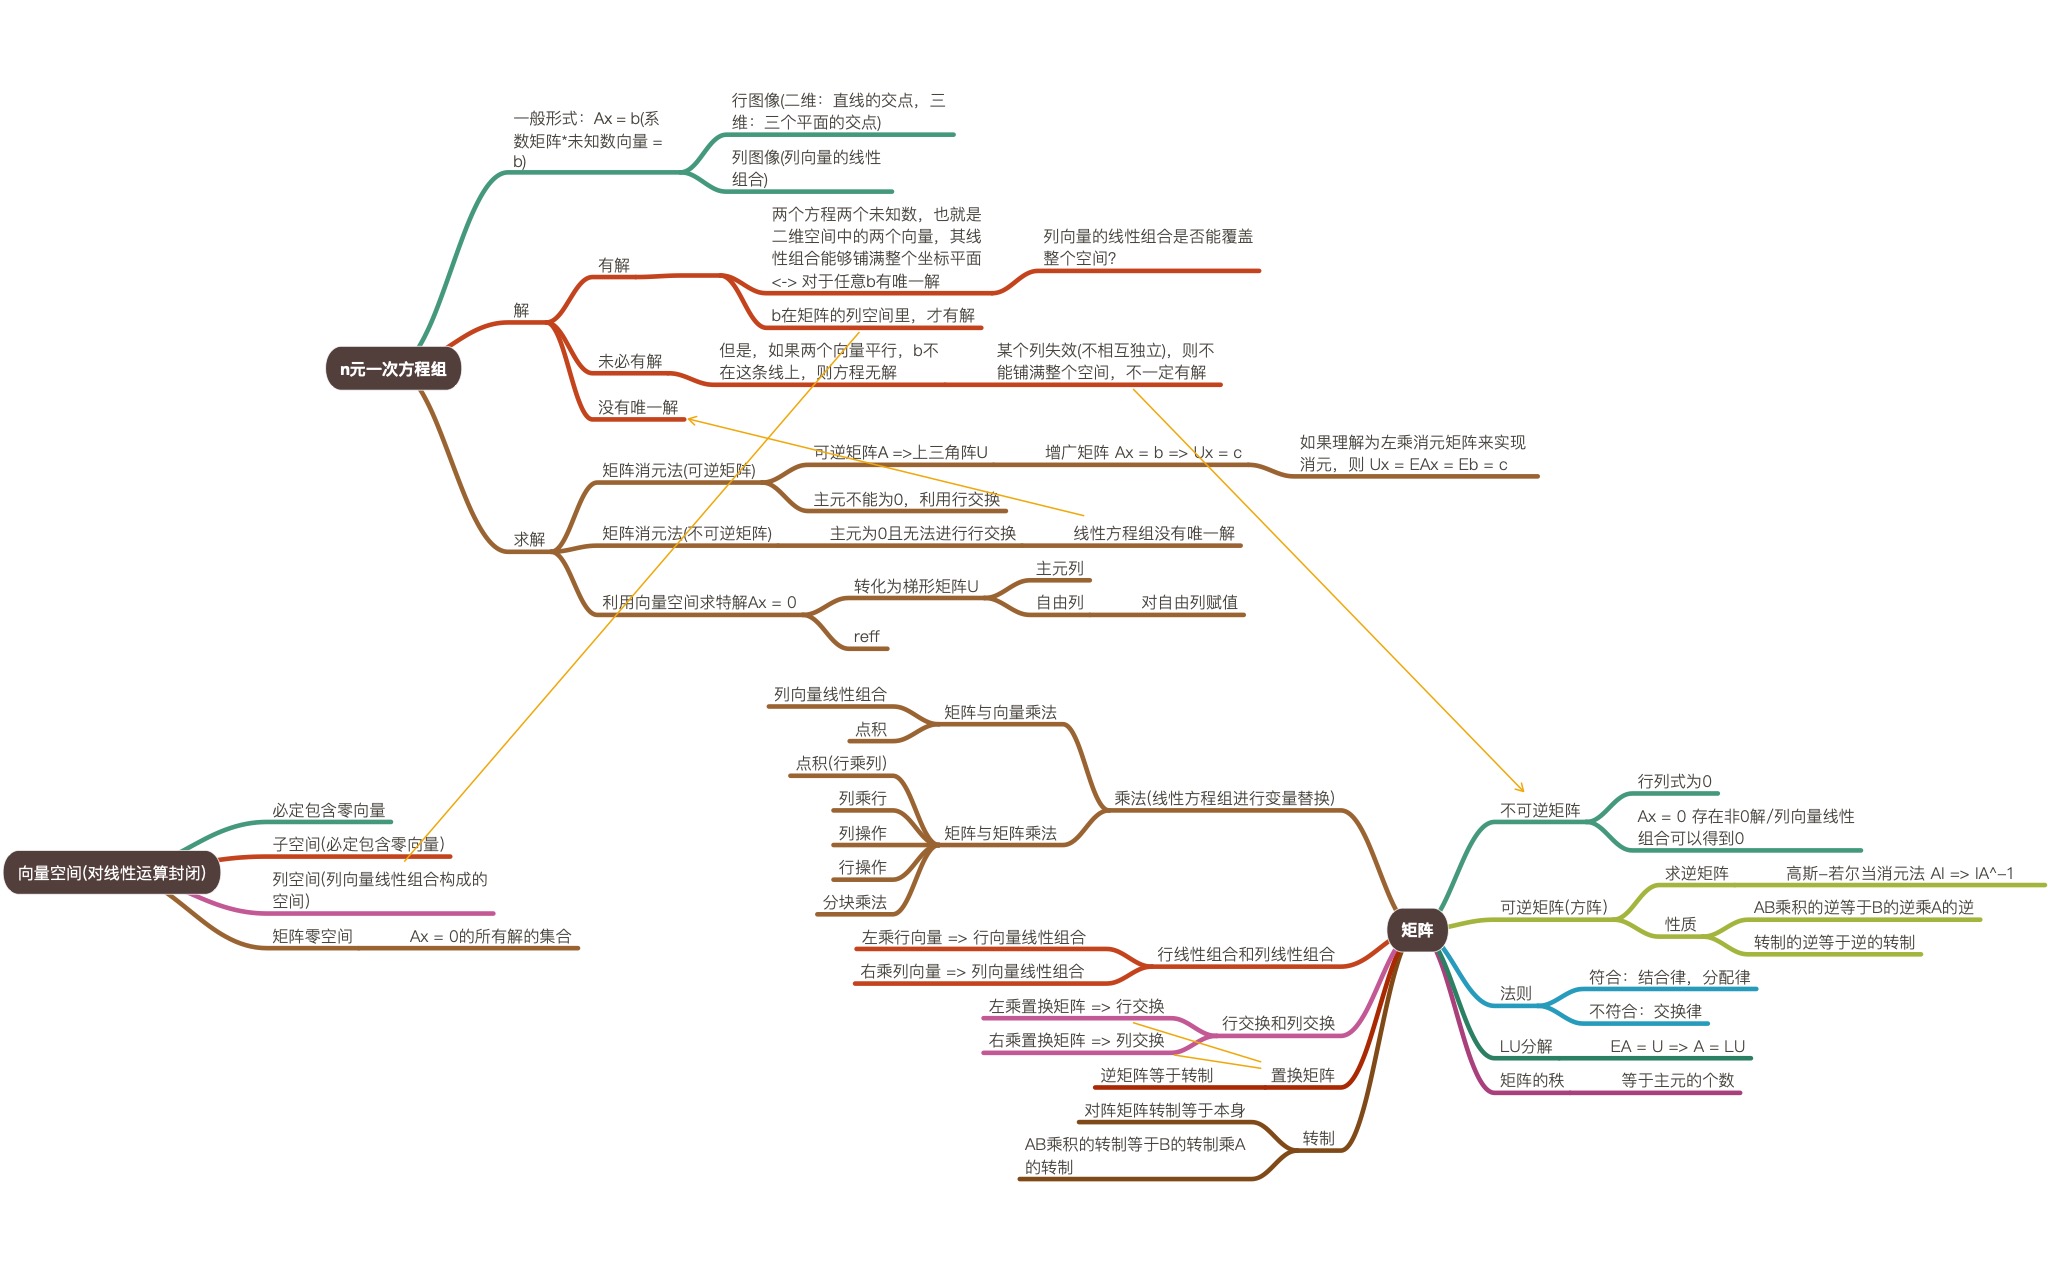 n元一次方程组
一般形式：Ax = b(系
数矩阵*未知数向量 =
b)
行图像(二维：直线的交点，三
维：三个平面的交点)
列图像(列向量的线性
组合)
解
有解
两个方程两个未知数，也就是
二维空间中的两个向量，其线
性组合能够铺满整个坐标平面
<-> 对于任意b有唯一解
列向量的线性组合是否能覆盖
整个空间?
b在矩阵的列空间里，才有解
未必有解
但是，如果两个向量平行，b不
在这条线上，则方程无解
某个列失效(不相互独立)，则不
能铺满整个空间，不一定有解
没有唯一解
求解
矩阵消元法(可逆矩阵)
可逆矩阵A =>上三角阵U
增广矩阵 Ax = b => Ux = c
如果理解为左乘消元矩阵来实现
消元，则 Ux = EAx = Eb = c
主元不能为0，利用行交换
矩阵消元法(不可逆矩阵)
主元为0且无法进行行交换
线性方程组没有唯一解
利用向量空间求特解Ax = 0
转化为梯形矩阵U
主元列
自由列
对自由列赋值
reff
向量空间(对线性运算封闭)
必定包含零向量
子空间(必定包含零向量)
列空间(列向量线性组合构成的
空间)
矩阵零空间
Ax = 0的所有解的集合
矩阵
乘法(线性方程组进行变量替换)
矩阵与向量乘法
列向量线性组合
点积
矩阵与矩阵乘法
点积(行乘列)
列乘行
列操作
行操作
分块乘法
行线性组合和列线性组合
左乘行向量 => 行向量线性组合
右乘列向量 => 列向量线性组合
行交换和列交换
左乘置换矩阵 => 行交换
右乘置换矩阵 => 列交换
置换矩阵
逆矩阵等于转制
转制
对阵矩阵转制等于本身
AB乘积的转制等于B的转制乘A
的转制
不可逆矩阵
行列式为0
Ax = 0 存在非0解/列向量线性
组合可以得到0
可逆矩阵(方阵)
求逆矩阵
高斯-若尔当消元法 AI => IA^-1
性质
AB乘积的逆等于B的逆乘A的逆
转制的逆等于逆的转制
法则
符合：结合律，分配律
不符合：交换律
LU分解
EA = U => A = LU
矩阵的秩
等于主元的个数